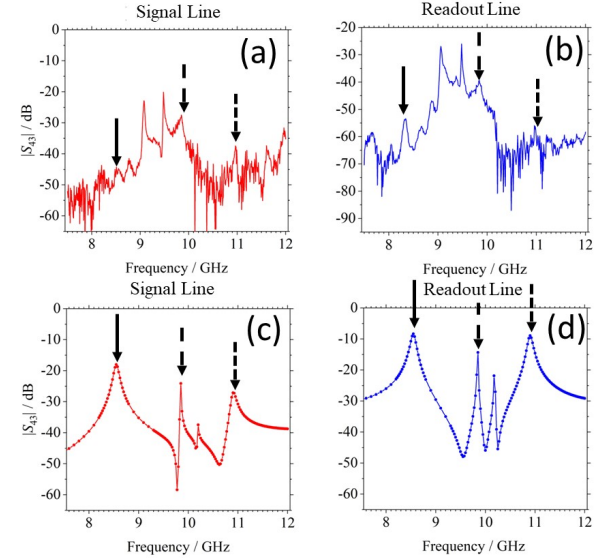 Signal Line
Readout Line
(a)
(b)
0
-10
-20
-30
-40
-50
-60
|S43| / dB
8 9 10 11 12
Frequency / GHz
-20
-30
-40
-50
-60
-70
-80
-90
8 9 10 11 12
Frequency / GHz
Signal Line
Readout Line
(c)
(d)
0
-10
-20
-30
-40
-50
-60
|S43| / dB
8 9 10 11 12
Frequency / GHz
0
-10
-20
-30
-40
-50
-60
8 9 10 11 12
Frequency / GHz